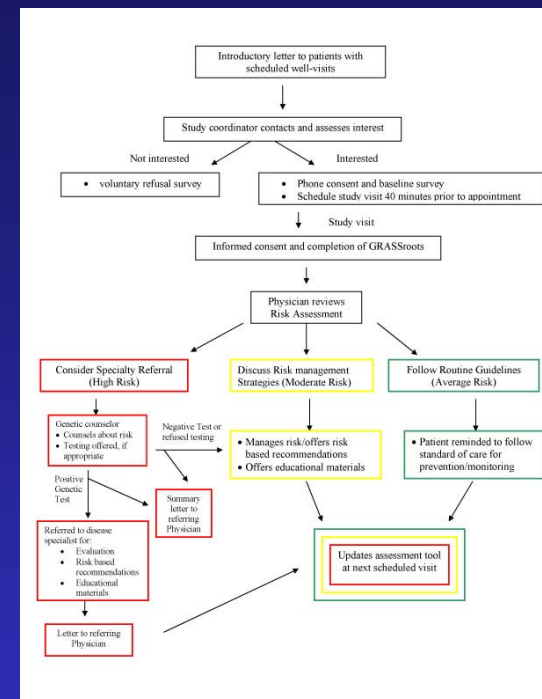 Introductory letter to patients with
scheduled well-visits
Study coordinator contacts and assesses interest
Not interested
Interested
• voluntary refusal survey
• Phone consent and baseline survey
• Schedule study visit 40 minutes prior to appointment
Study visit
Informed consent and completion of GRASSroots
Physician reviews
Risk Assessment
Consider Specialty Referral
(High Risk)
Discuss Risk management
Strategies (Moderate Risk)
Follow Routine Guidelines
(Average Risk)
Genetic counselor
• Counsels about risk
• Testing offered, if
appropriate
Negative Test or
refused testing
• Manages risk/offers risk
based recommendations
• Offers educational materials
• Patient reminded to follow
standard of care for
prevention/monitoring
Positive
Genetic
Test
Summary
letter to
referring
Physician
Referred to disease
specialist for:
• Evaluation
• Risk based
recommendations
• Educational
materials
Updates assessment tool
at next scheduled visit
Letter to referring
Physician